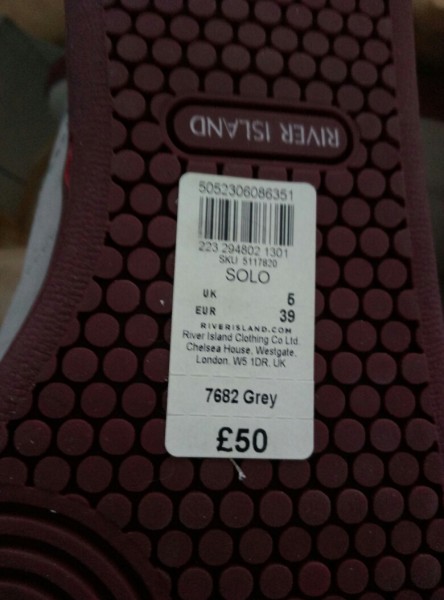 RIVER ISLAND
5052306086351
223 294802 1301
SKU 5117820
SOLO
UK 6
EUR 39
RIVERISLAND.COM
River Island Clothing Co Ltd.
Chelsea House, Westgate,
London. W5 1DR. UK
7682 Grey
£50